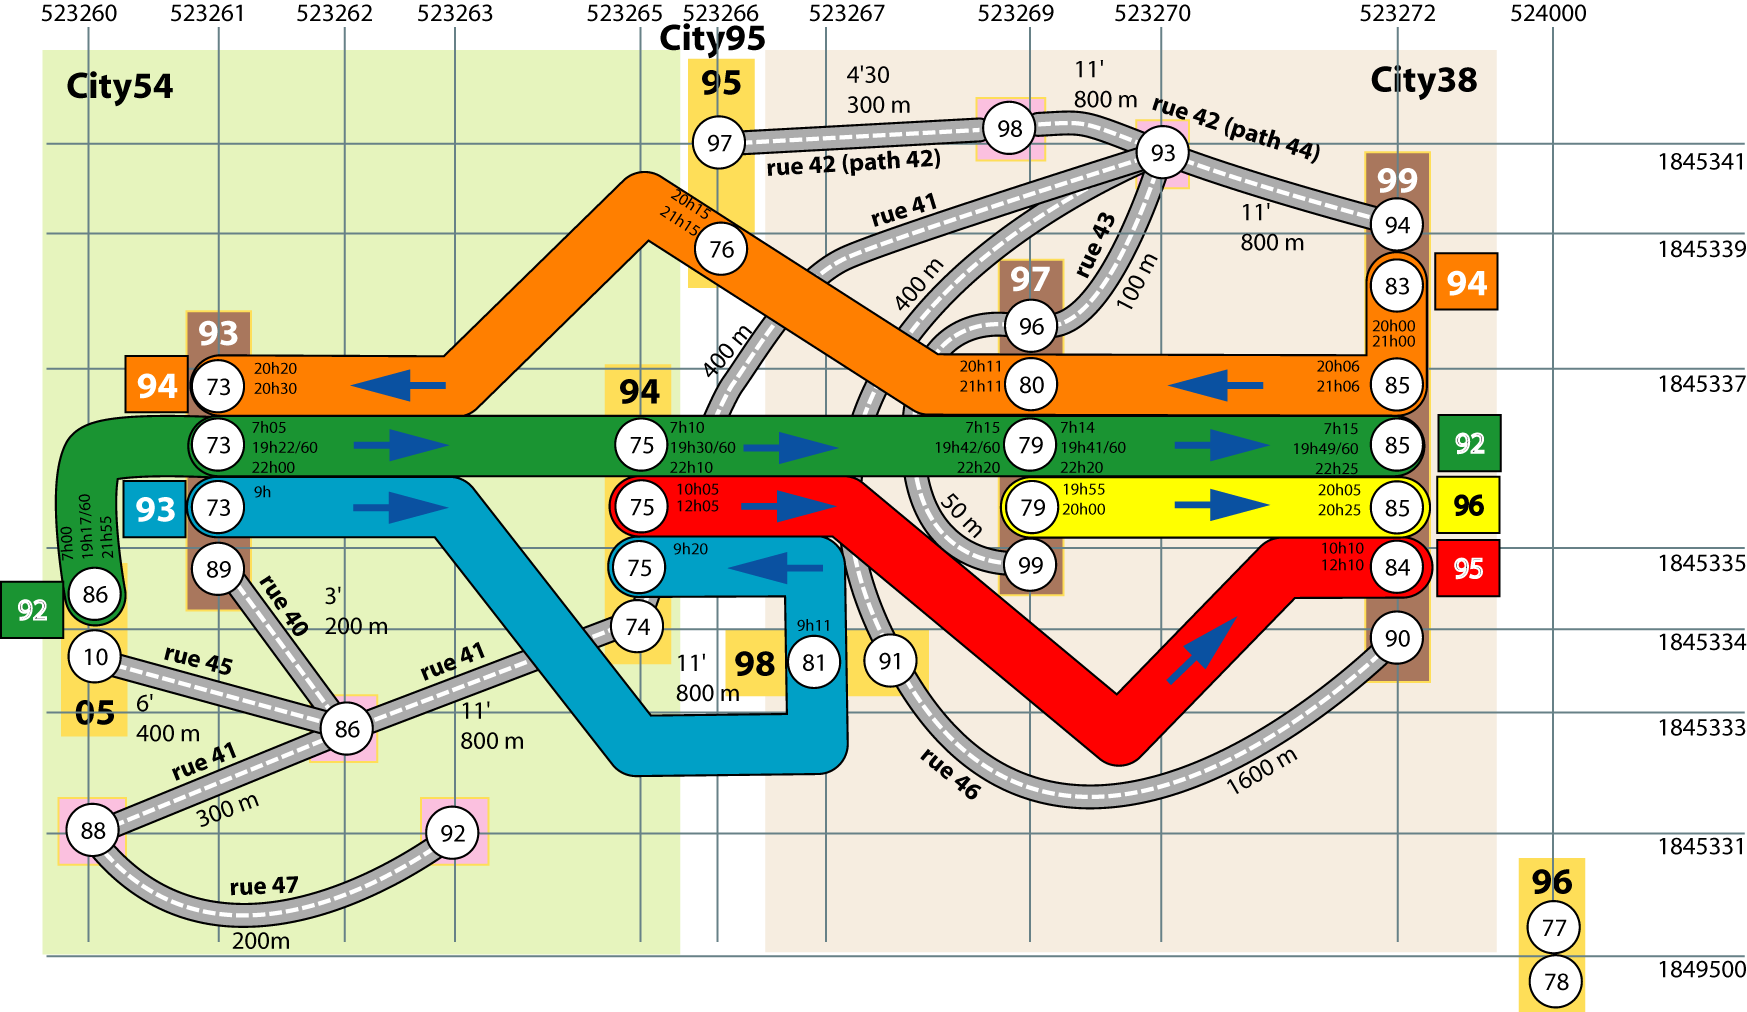 523260 523261 523262 523263 523265 523266 523267 523269 523270 523272 524000
City95
City54
City38
95
4'30
300 m
11'
800 m
rue 42 (path 44)
97
98
93
rue 42 (path 42)
1845341
99
rue 41
20h15
21h15
76
rue 43
11'
800 m
94
1845339
400 m
100 m
97
83
94
93
96
20h00
21h00
400 m
94
73
20h20
20h30
94
20h11
21h11
80
20h06
21h06
85
1845337
73
7h05
19h22/60
22h00
75
7h10
19h30/60
22h10
7h15
19h42/60
22h20
79
7h14
19h41/60
22h20
7h15
19h49/60
22h25
85
92
7h00
19h17/60
21h55
93
73
9h
75
10h05
12h05
50 m
79
19h55
20h00
20h05
20h25
85
96
89
75
9h20
99
10h10
12h10
84
95
1845335
86
92
rue 40
3'
200 m
74
9h11
90
1845334
10
rue 45
rue 41
11'
800 m
98
81
91
05
6'
400 m
86
11'
800 m
1845333
rue 41
300 m
rue 46
1600 m
88
92
1845331
rue 47
200m
96
77
1849500
78